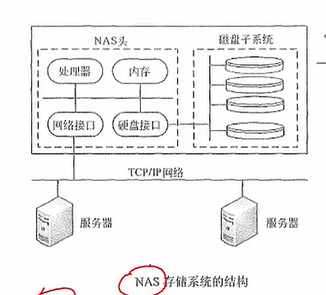 NAS头
磁盘子系统
处理器
内存
网络接口
硬盘接口
TCP/IP网络
服务器
服务器
NAS存储系统的结构